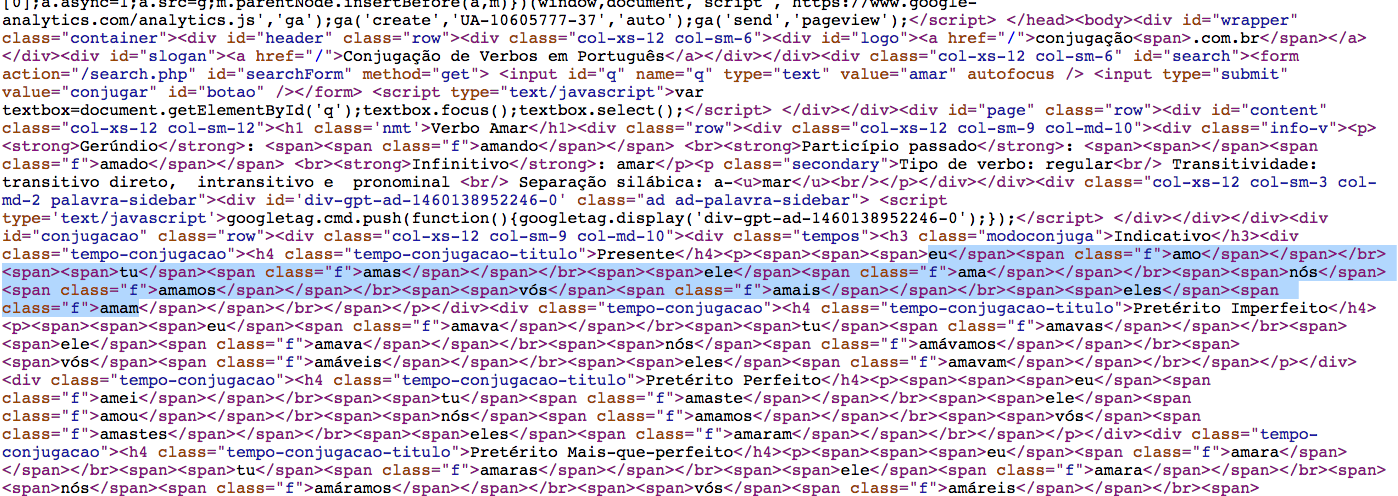 [0];a.async=1;a.src=g;m.parentNode.insertBefore(a,m)})(window,document,'script','https://www.google-
analytics.com/analytics.js','ga');ga('create','UA-10605777-37','auto');ga('send','pageview');</script> </head><body><div id="wrapper"
class="container"><div id="header" class="row"><div class="col-xs-12 col-sm-6"><div id="logo"><a href="/">conjugação<span>.com.br</span></a>
</div><div id="slogan"><a href="/">Conjugação de Verbos em Português</a></div></div><div class="col-xs-12 col-sm-6" id="search"><form
action="/search.php" id="searchForm" method="get"> <input id="q" name="q" type="text" value="amar" autofocus /> <input type="submit"
value="conjugar" id="botao" /></form> <script type="text/javascript">var
textbox=document.getElementById('q');textbox.focus();textbox.select();</script> </div></div><div id="page" class="row"><div id="content"
class="col-xs-12 col-sm-12"><h1 class='nmt'>Verbo Amar</h1><div class="row"><div class="col-xs-12 col-sm-9 col-md-10"><div class="info-v"><p>
<strong>Gerúndio</strong>: <span><span class="f">amando</span></span> <br><strong>Particípio passado</strong>: <span><span></span><span
class="f">amado</span></span> <br><strong>Infinitivo</strong>: amar</p><p class="secondary">Tipo de verbo: regular<br/> Transitividade:
transitivo direto,  intransitivo e  pronominal <br/> Separação silábica: a-<u>mar</u><br/></p></div></div><div class="col-xs-12 col-sm-3 col-
md-2 palavra-sidebar"><div id='div-gpt-ad-1460138952246-0' class="ad ad-palavra-sidebar"> <script
type='text/javascript'>googletag.cmd.push(function(){googletag.display('div-gpt-ad-1460138952246-0');});</script> </div></div></div><div
id="conjugacao" class="row"><div class="col-xs-12 col-sm-9 col-md-10"><div class="tempos"><h3 class="modoconjuga">Indicativo</h3><div
class="tempo-conjugacao"><h4 class="tempo-conjugacao-titulo">Presente</h4><p><span><span><span>eu</span><span class="f">amo</span></span></br>
<span><span>tu</span><span class="f">amas</span></span></br><span><span>ele</span><span class="f">ama</span></span></br><span><span>nós</span>
<span class="f">amamos</span></span></br><span><span>vós</span><span class="f">amais</span></span></br><span><span>eles</span><span
class="f">amam</span></span></br></span></p></div><div class="tempo-conjugacao"><h4 class="tempo-conjugacao-titulo">Pretérito Imperfeito</h4>
<p><span><span><span>eu</span><span class="f">amava</span></span></br><span><span>tu</span><span class="f">amavas</span></span></br><span>
<span>ele</span><span class="f">amava</span></span></br><span><span>nós</span><span class="f">amávamos</span></span></br><span>
<span>vós</span><span class="f">amáveis</span></span></br><span><span>eles</span><span class="f">amavam</span></span></br></span></p></div>
<div class="tempo-conjugacao"><h4 class="tempo-conjugacao-titulo">Pretérito Perfeito</h4><p><span><span><span>eu</span><span
class="f">amei</span></span></br><span><span>tu</span><span class="f">amaste</span></span></br><span><span>ele</span><span
class="f">amou</span></span></br><span><span>nós</span><span class="f">amamos</span></span></br><span><span>vós</span><span
class="f">amastes</span></span></br><span><span>eles</span><span class="f">amaram</span></span></br></span></p></div><div class="tempo-
conjugacao"><h4 class="tempo-conjugacao-titulo">Pretérito Mais-que-perfeito</h4><p><span><span><span>eu</span><span class="f">amara</span>
</span></br><span><span>tu</span><span class="f">amaras</span></span></br><span><span>ele</span><span class="f">amara</span></span></br><span>
<span>nós</span><span class="f">amáramos</span></span></br><span><span>vós</span><span class="f">amáreis</span></span></br><span>